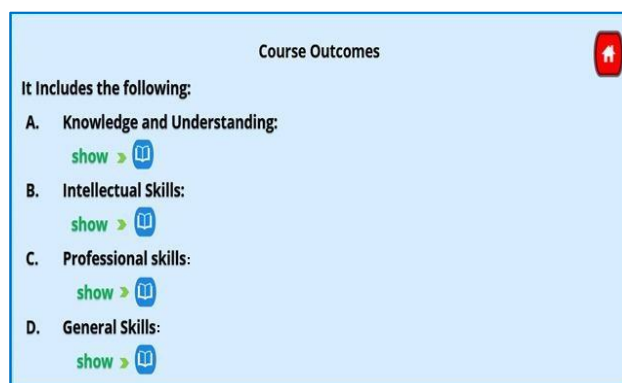 Course Outcomes
It Includes the following:
A. Knowledge and Understanding:
show
B. Intellectual Skills:
show
C. Professional skills:
show
D. General Skills:
show